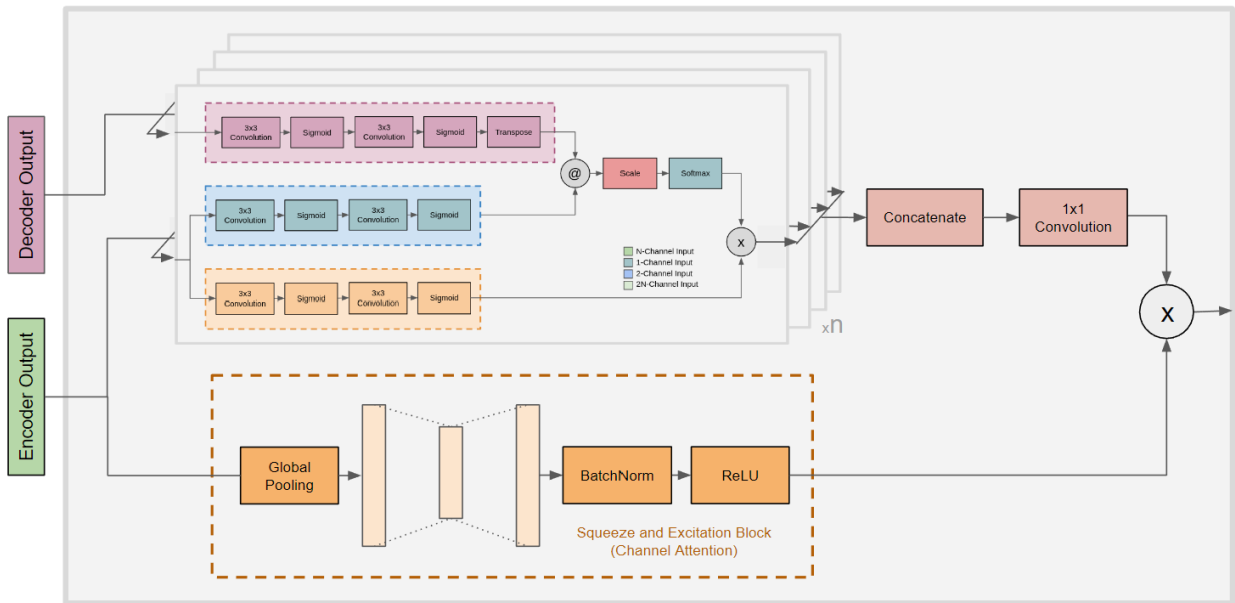 Decoder Output
Encoder Output
3x3
Convolution
Sigmoid
3x3
Convolution
Sigmoid
Transpose
@
Scale
Softmax
3x3
Convolution
Sigmoid
3x3
Convolution
Sigmoid
X
N-Channel Input
1-Channel Input
2-Channel Input
2N-Channel Input
3x3
Convolution
Sigmoid
3x3
Convolution
Sigmoid
xn
Concatenate
1x1
Convolution
X
Global
Pooling
BatchNorm
ReLU
Squeeze and Excitation Block
(Channel Attention)